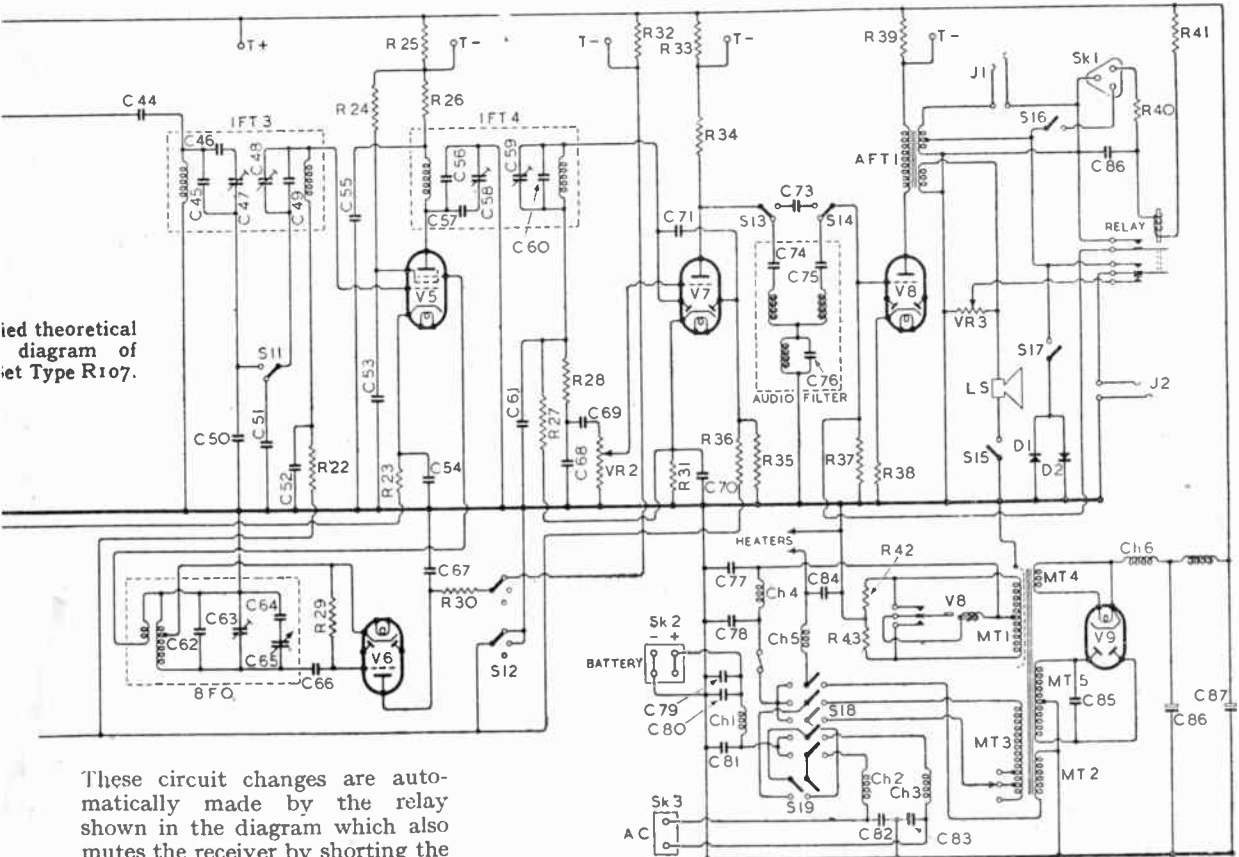 T+
R25
T-
T-
R32
R33
T-
R39
T-
R41
J1
Sk1
C44
R24
R26
R34
S16
R40
IFT3
IFT4
C46
C48
C45
C47
C49
C55
C56
C59
C58
C57
C60
C71
C73
S13
S14
AFT1
C86
RELAY
C74
C75
V5
V7
V8
VR3
ied theoretical
diagram of
et Type R107.
S11
C76
AUDIO FILTER
S17
LS
J2
C53
C61
R27
R28
C69
C50
C51
C52
R22
R23
C54
C68
VR2
R31
C70
R36
R35
R37
R38
S15
D1
D2
HEATERS
R42
C67
C77
C84
Ch4
V8
MT4
Ch6
R30
C78
Ch5
R43
MT1
V9
C62
C63
C64
C65
R29
C66
V6
BFO
S12
Sk2
- +
BATTERY
C79
C80
Ch1
C81
S18
S19
MT5
C85
MT3
MT2
C86
C87
Ch2
Ch3
Sk3
AC
C82
C83
These circuit changes are auto-
matically made by the relay
shown in the diagram which also
mutes the receiver by shorting the